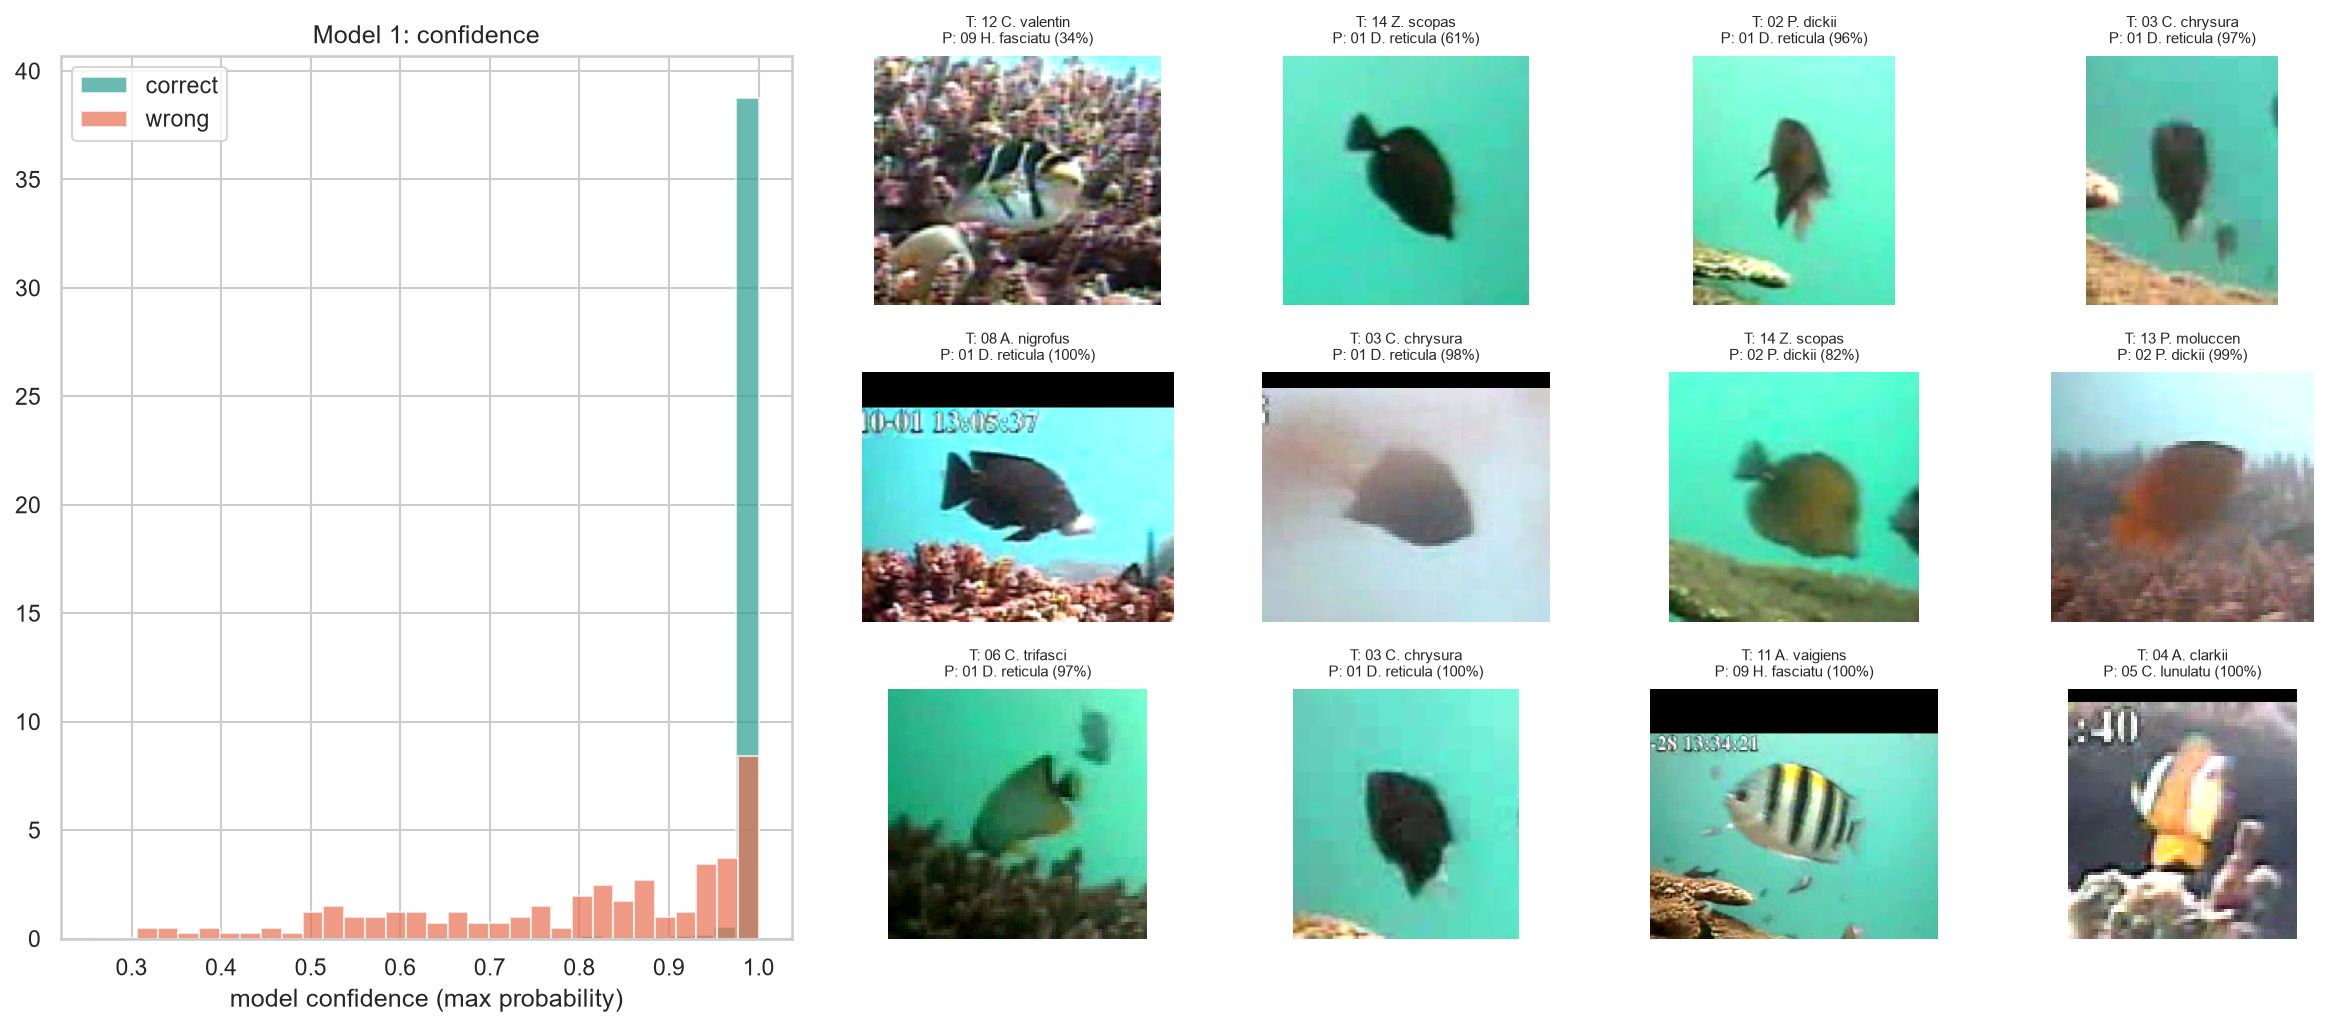 Model 1: confidence
correct
wrong
40
35
30
25
20
15
10
5
0
0.3 0.4 0.5 0.6 0.7 0.8 0.9 1.0
model confidence (max probability)
T: 12 C. valentin
P: 09 H. fasciatu (34%)
T: 14 Z. scopas
P: 01 D. reticula (61%)
T: 02 P. dickii
P: 01 D. reticula (96%)
T: 03 C. chrysura
P: 01 D. reticula (97%)
T: 08 A. nigrofus
P: 01 D. reticula (100%)
10-01 13:05:37
T: 03 C. chrysura
P: 01 D. reticula (98%)
T: 14 Z. scopas
P: 02 P. dickii (82%)
T: 13 P. moluccen
P: 02 P. dickii (99%)
T: 06 C. trifasci
P: 01 D. reticula (97%)
T: 03 C. chrysura
P: 01 D. reticula (100%)
T: 11 A. vaigiens
P: 09 H. fasciatu (100%)
-28 13:34:21
T: 04 A. clarkii
P: 05 C. lunulatu (100%)
:40